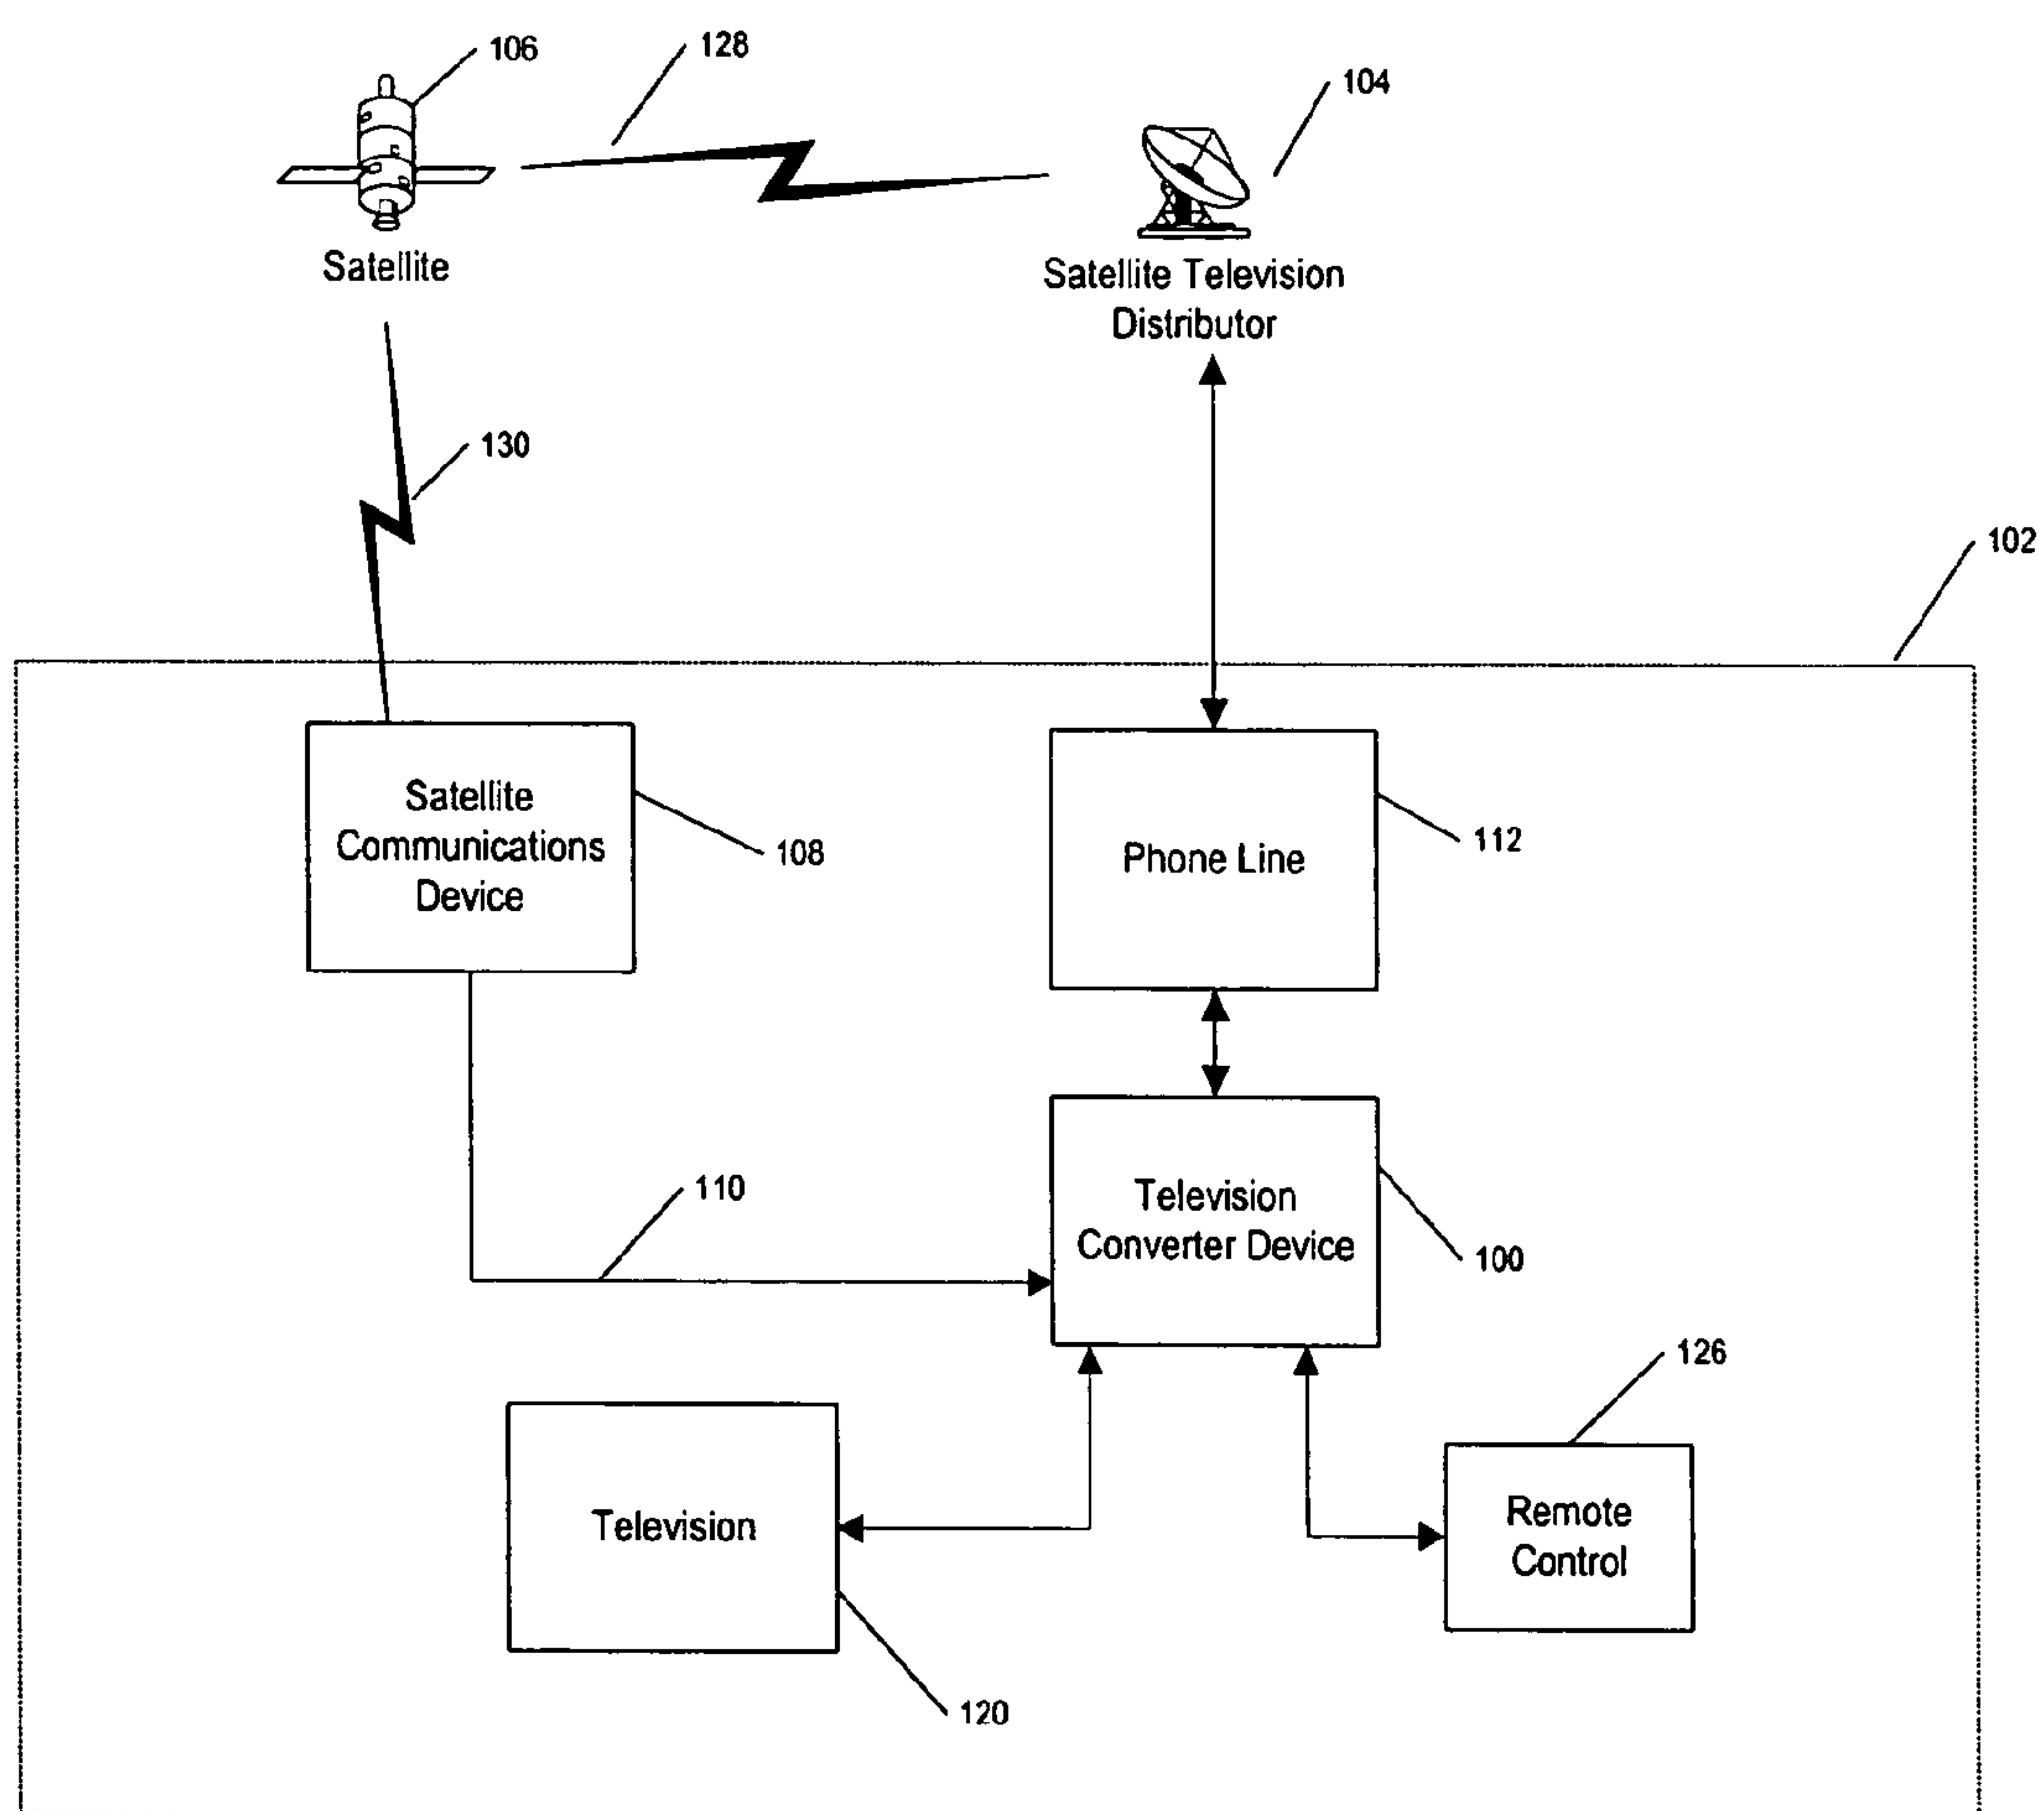 106
128
104
Satellite
Satellite Television
Distributor
130
102
Satellite
Communications
Device
108
Phone Line
112
110
Television
Converter Device
100
126
Television
Remote
Control
120